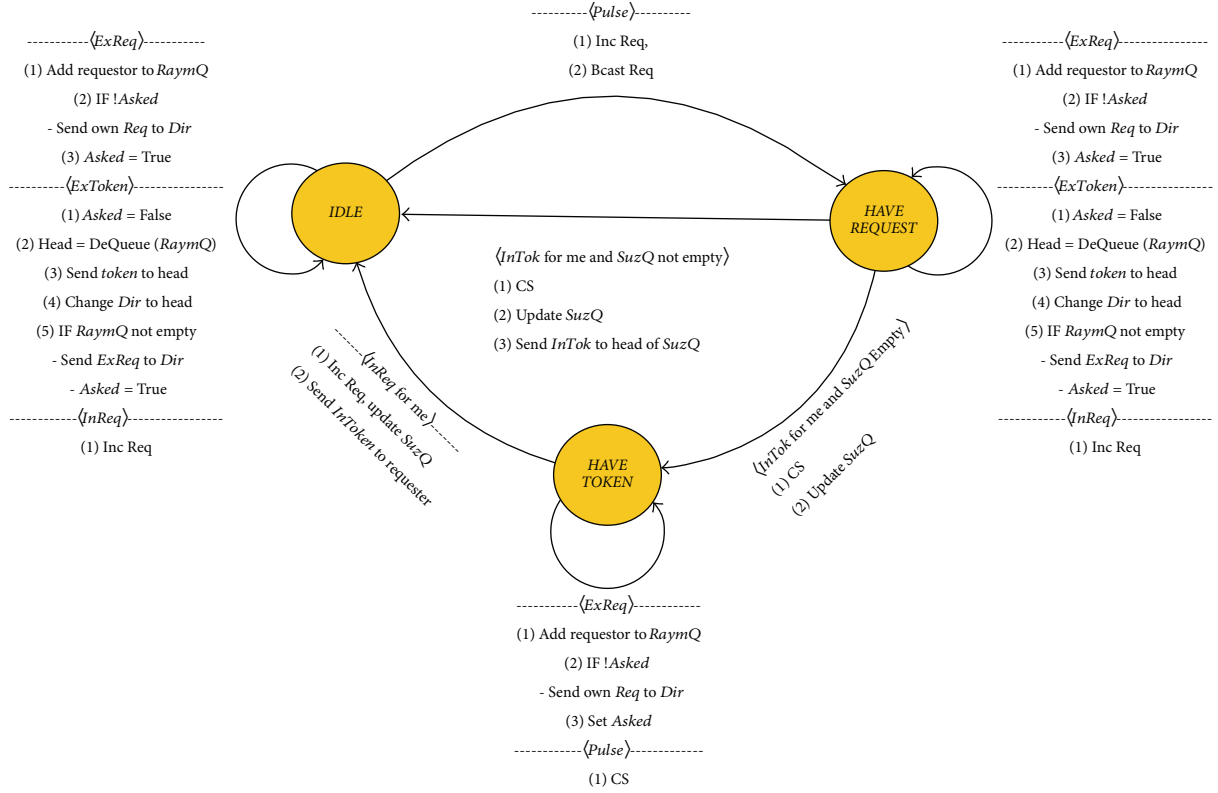 ----------⟨Pulse⟩----------
(1) Inc Req,
(2) Bcast Req
----------⟨ExReq⟩----------
(1) Add requestor to RaymQ
(2) IF !Asked
- Send own Req to Dir
(3) Asked = True
----------⟨ExToken⟩----------
(1) Asked = False
(2) Head = DeQueue (RaymQ)
(3) Send token to head
(4) Change Dir to head
(5) IF RaymQ not empty
- Send ExReq to Dir
- Asked = True
----------⟨InReq⟩----------
(1) Inc Req
IDLE
HAVE
REQUEST
⟨InTok for me and SuzQ not empty⟩
(1) CS
(2) Update SuzQ
(3) Send InTok to head of SuzQ
----------⟨ExReq⟩----------
(1) Add requestor to RaymQ
(2) IF !Asked
- Send own Req to Dir
(3) Asked = True
----------⟨ExToken⟩----------
(1) Asked = False
(2) Head = DeQueue (RaymQ)
(3) Send token to head
(4) Change Dir to head
(5) IF RaymQ not empty
- Send ExReq to Dir
- Asked = True
----------⟨InReq⟩----------
(1) Inc Req
------⟨InReq for me⟩------
(1) Inc Req, update SuzQ
(2) Send InToken to requester
⟨InTok for me and SuzQ Empty⟩
(1) CS
(2) Update SuzQ
HAVE
TOKEN
----------⟨ExReq⟩----------
(1) Add requestor to RaymQ
(2) IF !Asked
- Send own Req to Dir
(3) Set Asked
----------⟨Pulse⟩----------
(1) CS